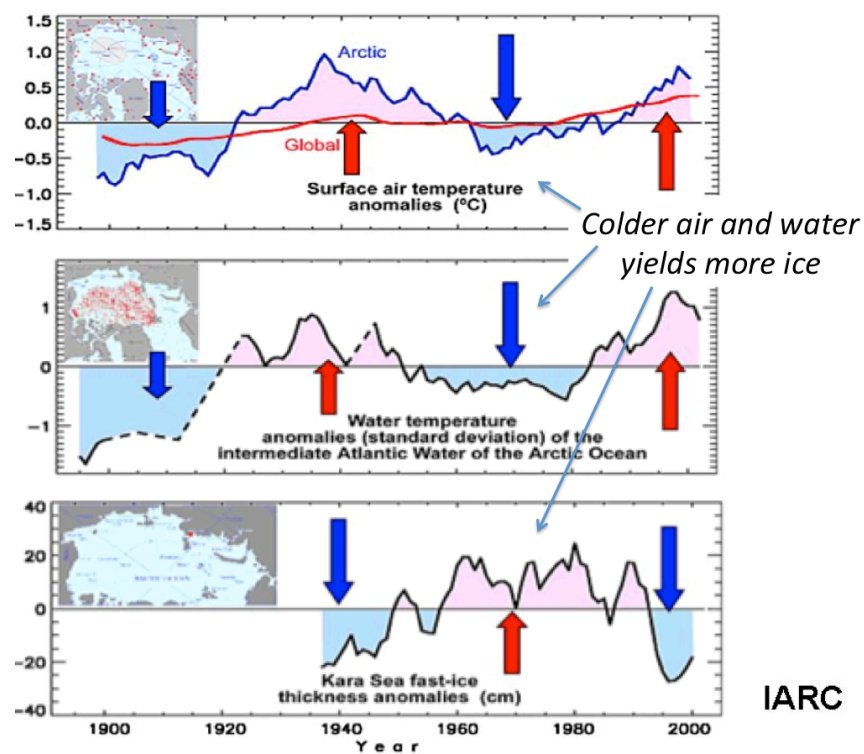 1.5
1.0
0.5
0.0
-0.5
-1.0
-1.5
Arctic
Global
Surface air temperature
anomalies (ºC)
Colder air and water
yields more ice
1
0
-1
Water temperature
anomalies (standard deviation) of the
intermediate Atlantic Water of the Arctic Ocean
40
20
0
-20
-40
Kara Sea fast-ice
thickness anomalies (cm)
IARC
1900 1920 1940 1960 1980 2000
Year